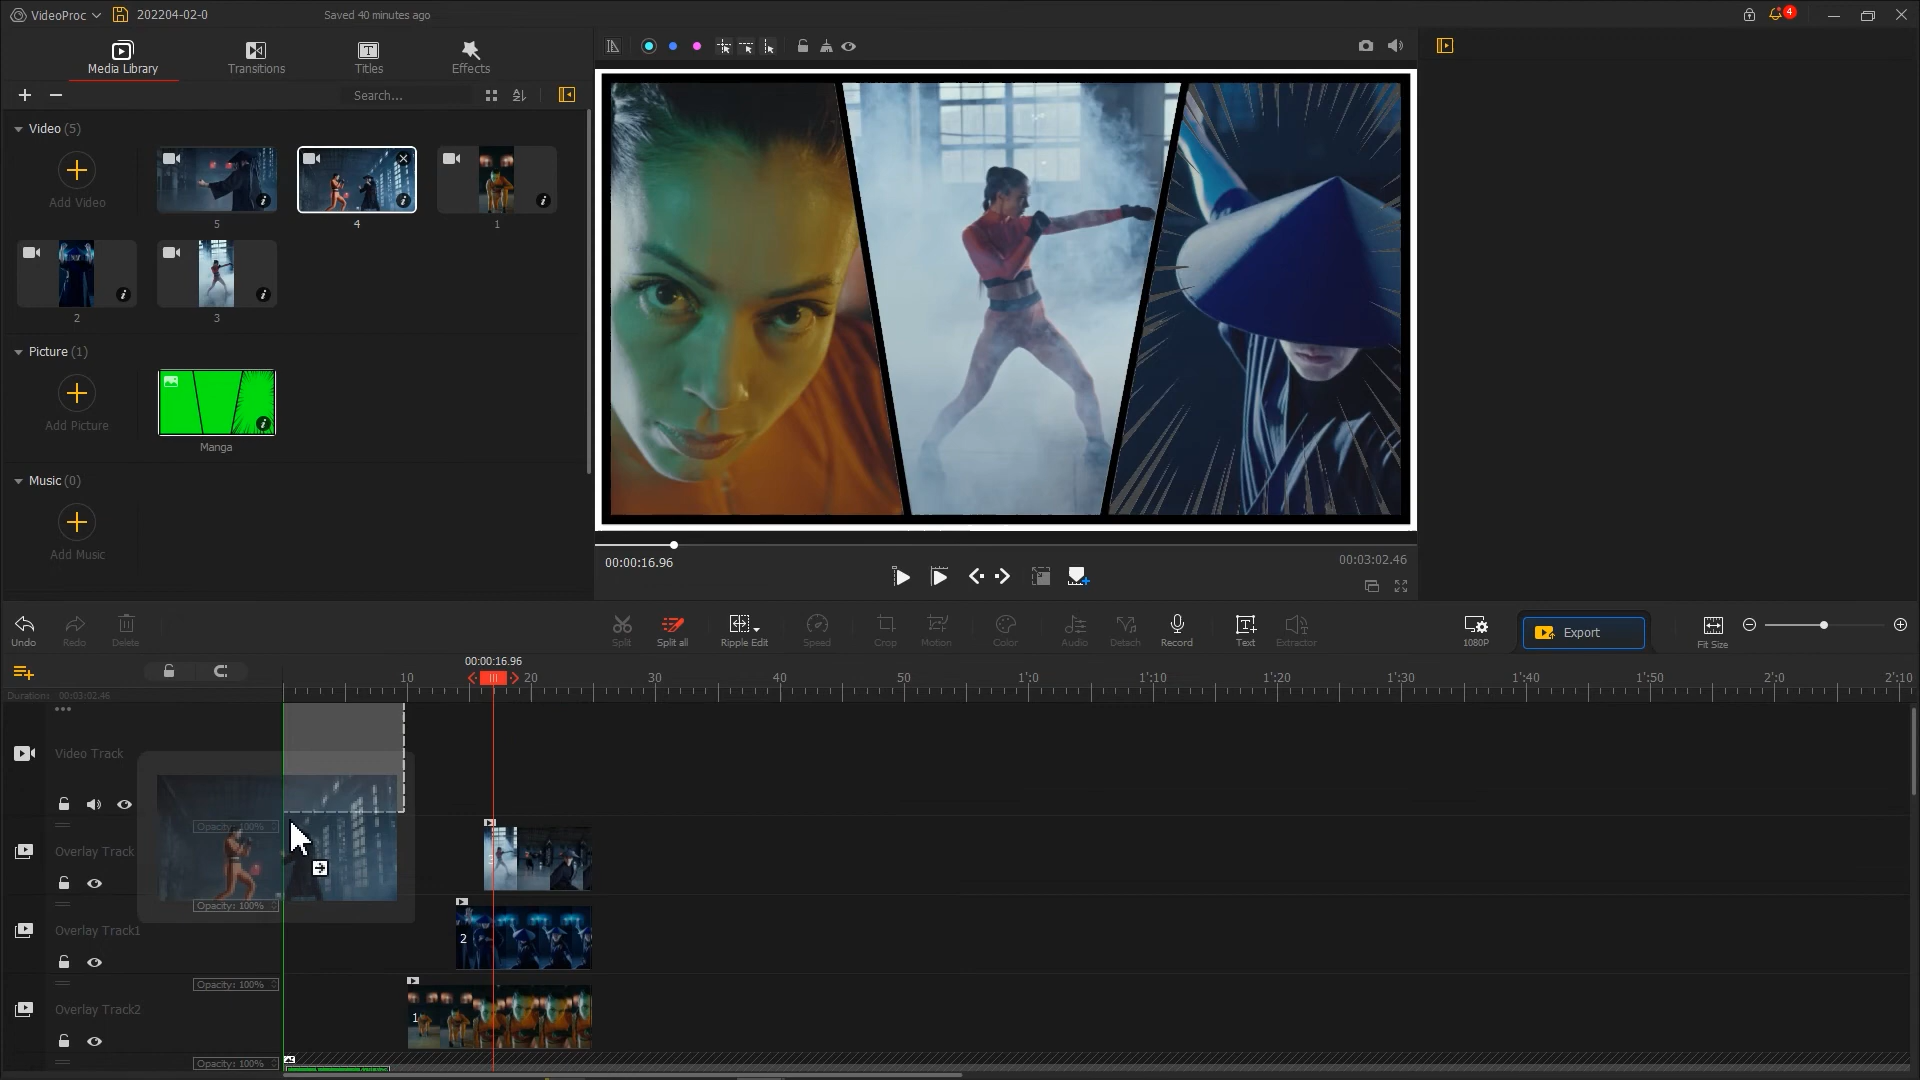 VideoProc
202204-02-0
Saved 40 minutes ago
4
Media Library
Transitions
Titles
Effects
Search...
Video (5)
Add Video
5
4
1
2
3
Picture (1)
Add Picture
Manga
Music (0)
Add Music
00:00:16.96
00:03:02.46
Undo
Redo
Delete
Split
Split all
Ripple Edit
Speed
Crop
Motion
Color
Audio
Detach
Record
Text
Extractor
1080P
Export
Fit Size
00:00:16.96
10
20
30
40
50
1':0
1':10
1':20
1':30
1':40
1':50
2':0
2':10
Duration: 00:03:02.46
Video Track
Opacity: 100%
Overlay Track
Opacity: 100%
Overlay Track1
2
Opacity: 100%
Overlay Track2
1
Opacity: 100%